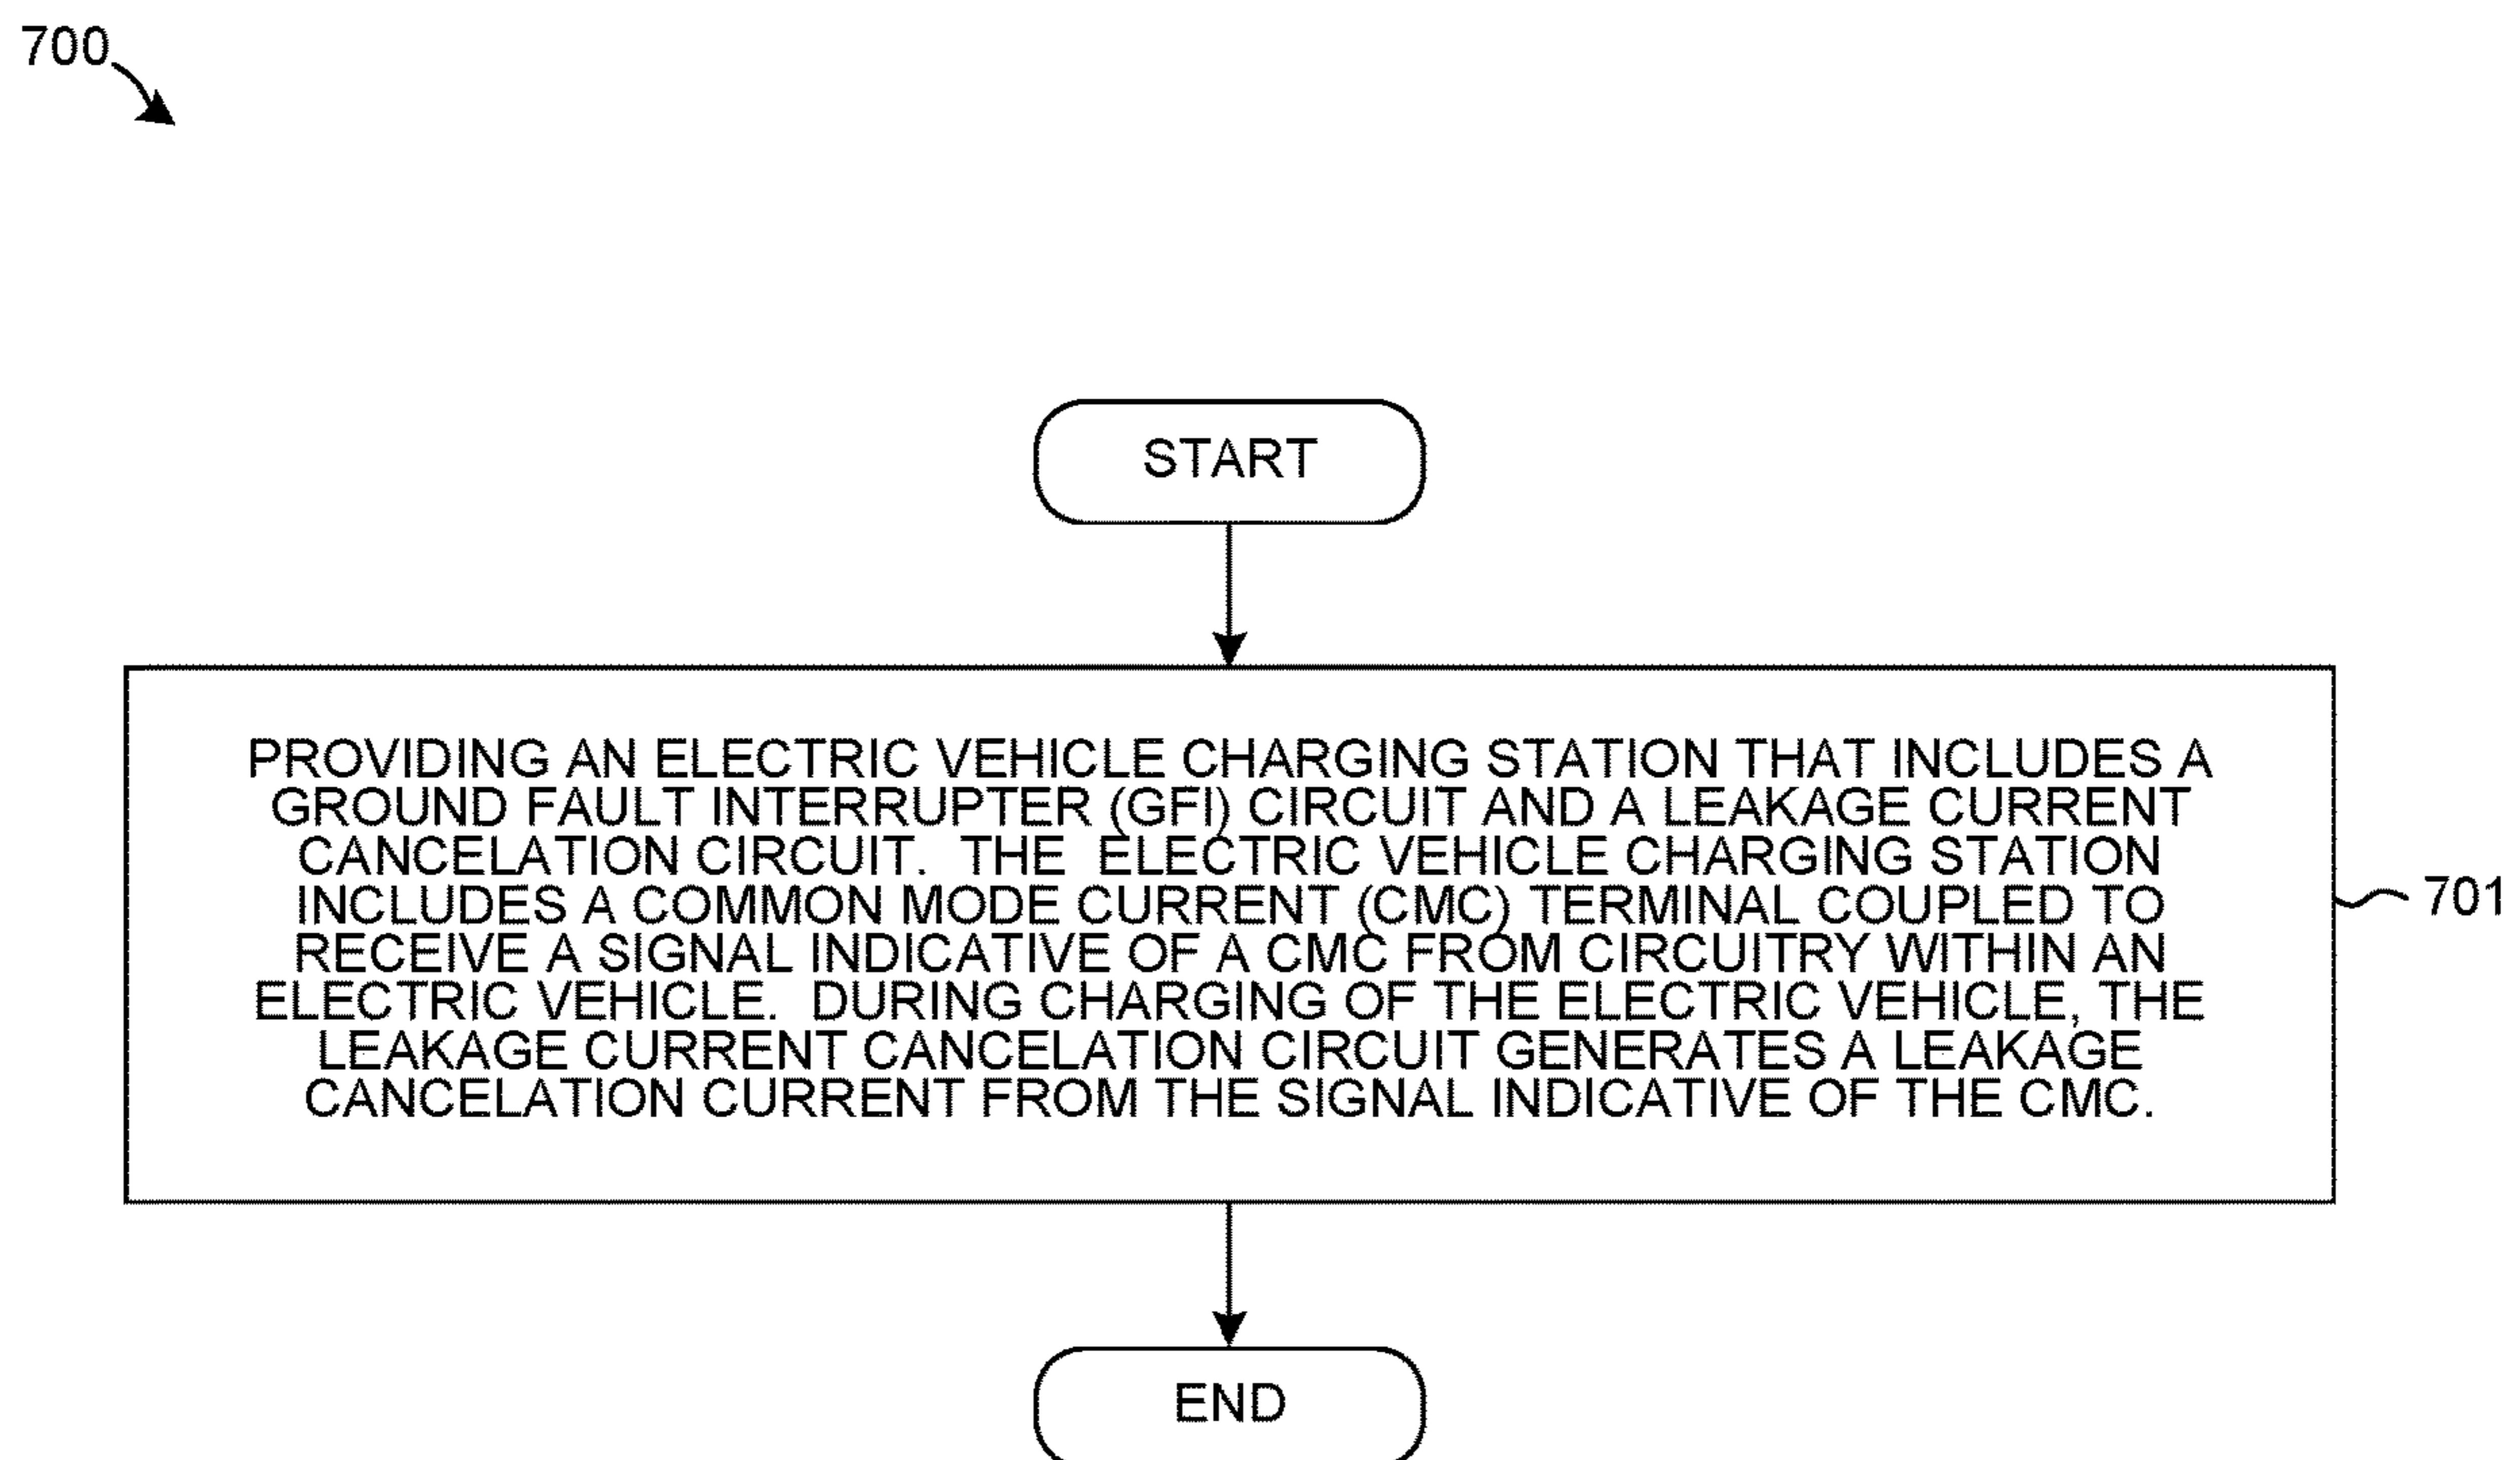 700
START
PROVIDING AN ELECTRIC VEHICLE CHARGING STATION THAT INCLUDES A
GROUND FAULT INTERRUPTER (GFI) CIRCUIT AND A LEAKAGE CURRENT
CANCELATION CIRCUIT.  THE  ELECTRIC VEHICLE CHARGING STATION
INCLUDES A COMMON MODE CURRENT (CMC) TERMINAL COUPLED TO
RECEIVE A SIGNAL INDICATIVE OF A CMC FROM CIRCUITRY WITHIN AN
ELECTRIC VEHICLE.  DURING CHARGING OF THE ELECTRIC VEHICLE, THE
LEAKAGE CURRENT CANCELATION CIRCUIT GENERATES A LEAKAGE
CANCELATION CURRENT FROM THE SIGNAL INDICATIVE OF THE CMC.
701
END